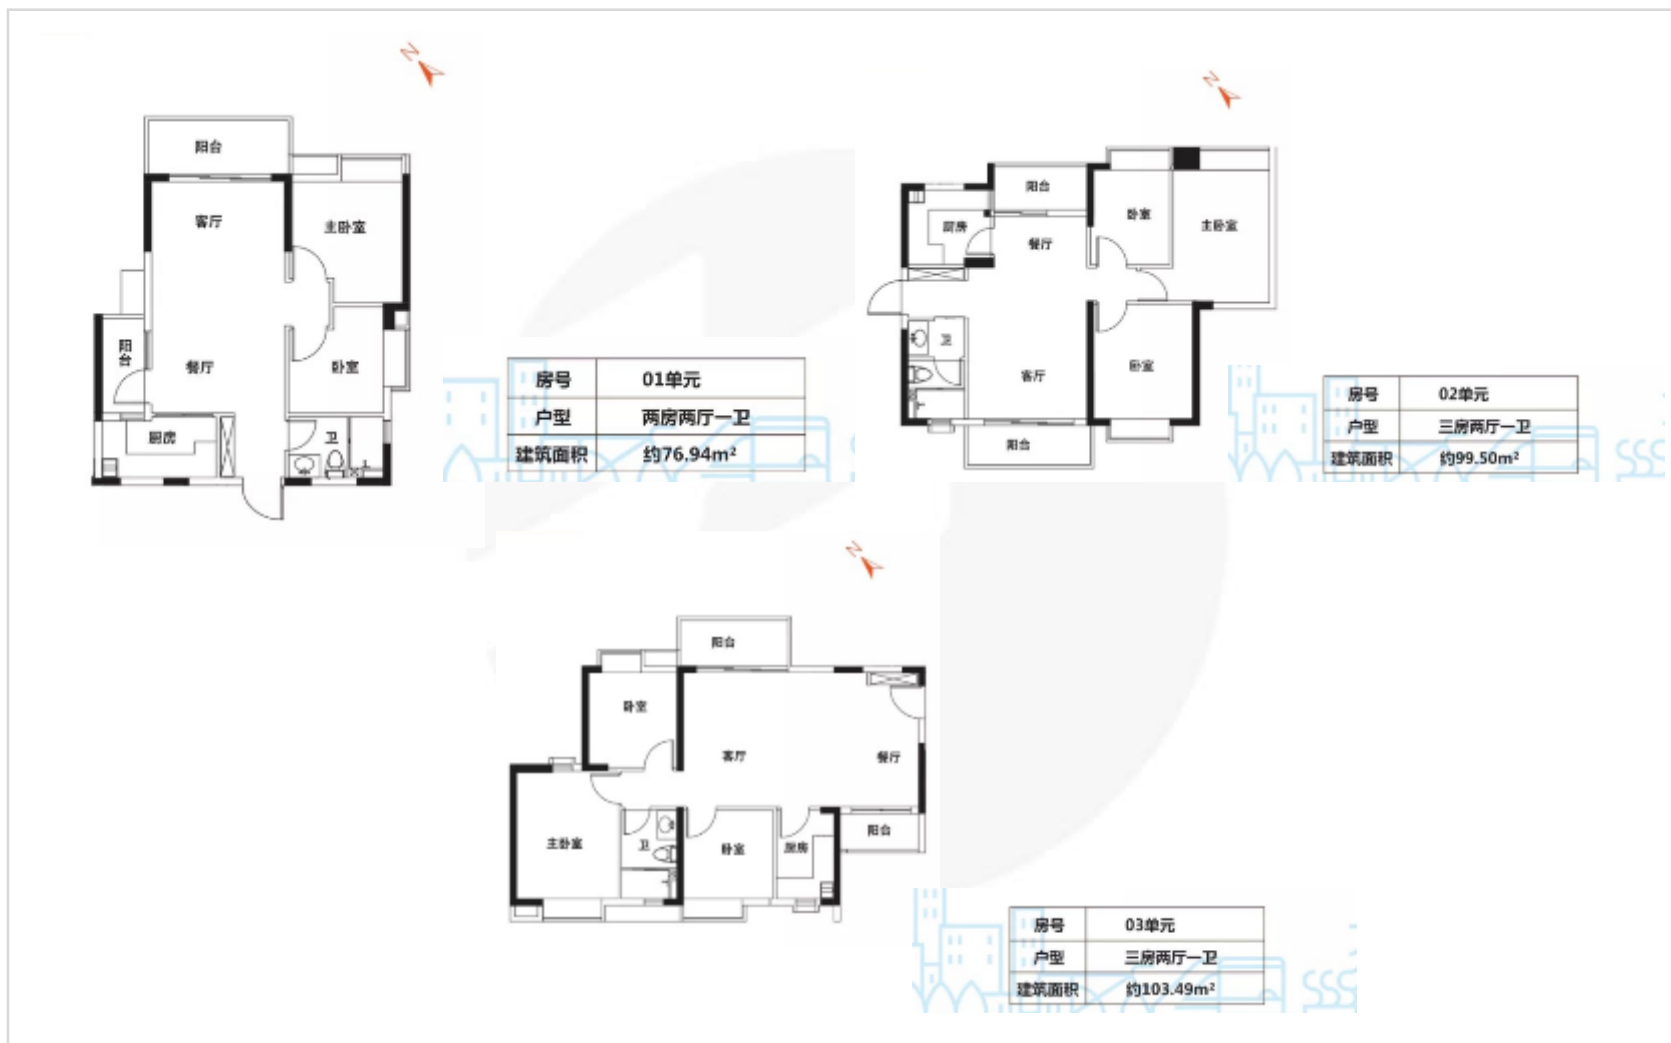 N
阳台
客厅
主卧室
阳台
餐厅
卧室
厨房
卫
房号 01单元
户型 两房两厅一卫
建筑面积 约76.94m²
N
阳台
厨房
餐厅
卧室
主卧室
卫
客厅
卧室
阳台
房号 02单元
户型 三房两厅一卫
建筑面积 约99.50m²
N
阳台
卧室
客厅
餐厅
主卧室
卫
卧室
厨房
阳台
房号 03单元
户型 三房两厅一卫
建筑面积 约103.49m²